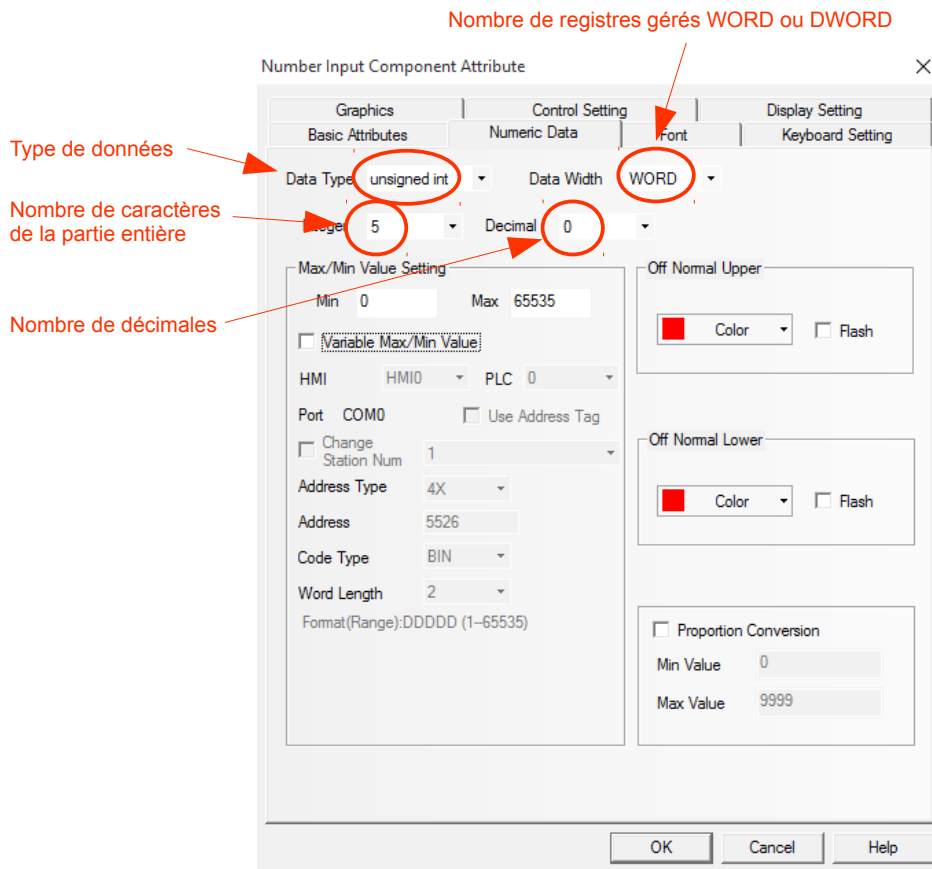 Nombre de registres gérés WORD ou DWORD
Number Input Component Attribute
Graphics Control Setting Display Setting
Basic Attributes Numeric Data Font Keyboard Setting
Type de données
Data Type unsigned int Data Width WORD
Nombre de caractères
de la partie entière
Integer 5 Decimal 0
Max/Min Value Setting
Off Normal Upper
Min 0 Max 65535
Nombre de décimales
Color Flash
Variable Max/Min Value
HMI HMI0 PLC 0
Port COM0 Use Address Tag
Change
Station Num 1
Off Normal Lower
Address Type 4X
Color Flash
Address 5526
Code Type BIN
Word Length 2
Format(Range):DDDDD (1--65535)
Proportion Conversion
Min Value 0
Max Value 9999
OK Cancel Help